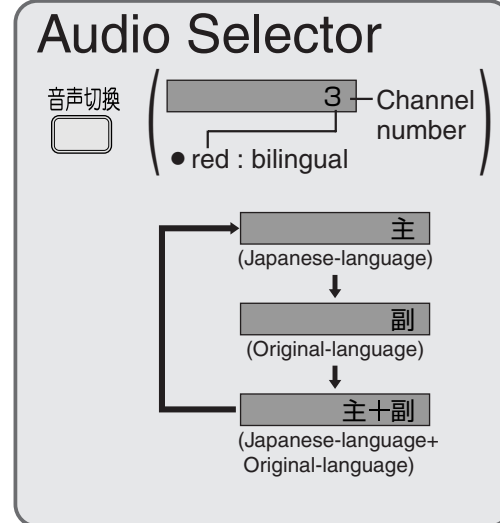 Audio Selector
音声切換
3
Channel
number
● red : bilingual
主
(Japanese-language)
副
(Original-language)
主+副
(Japanese-language+
Original-language)